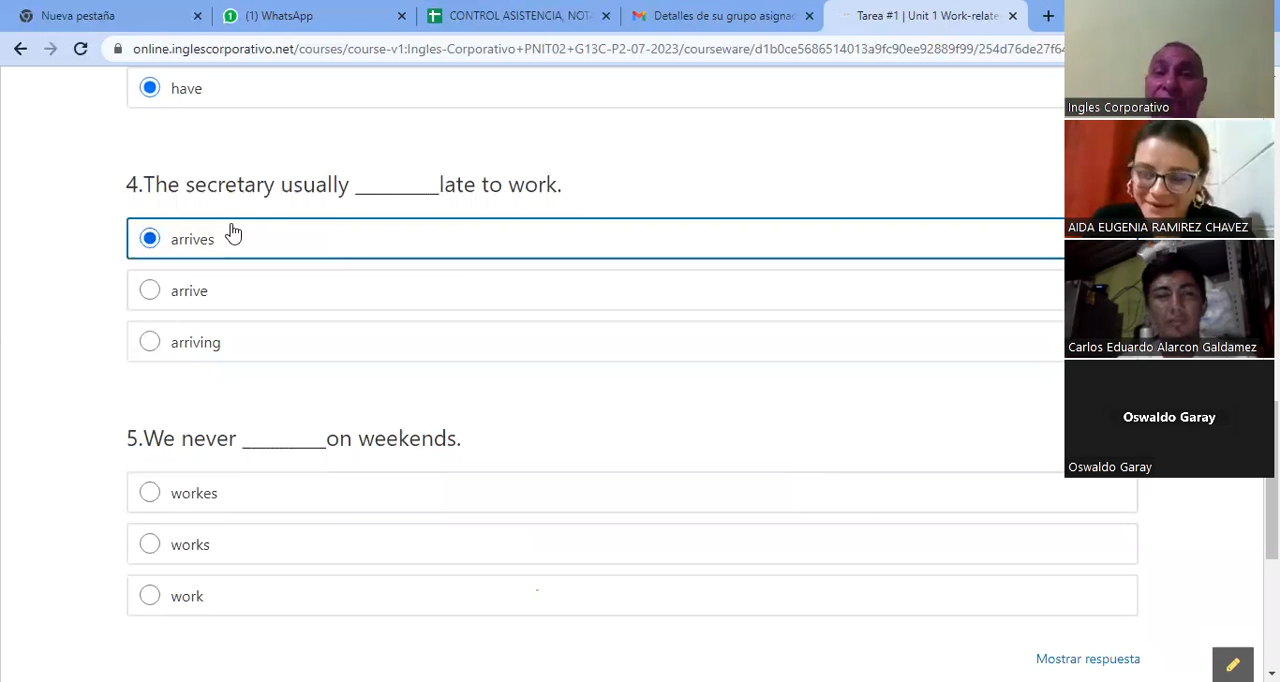 Nueva pestaña
(1) WhatsApp
CONTROL ASISTENCIA, NOT
Detalles de su grupo asigna
Tarea #1 | Unit 1 Work-relate
online.inglescorporativo.net/courses/course-v1:Ingles-Corporativo+PNIT02+G13C-P2-07-2023/courseware/d1b0ce5686514013a9fc90ee92889f99/254d76de27f64
have
4.The secretary usually ________late to work.
arrives
arrive
arriving
5.We never ________on weekends.
workes
works
work
Mostrar respuesta
Ingles Corporativo
AIDA EUGENIA RAMIREZ CHAVEZ
Carlos Eduardo Alarcon Galdamez
Oswaldo Garay
Oswaldo Garay